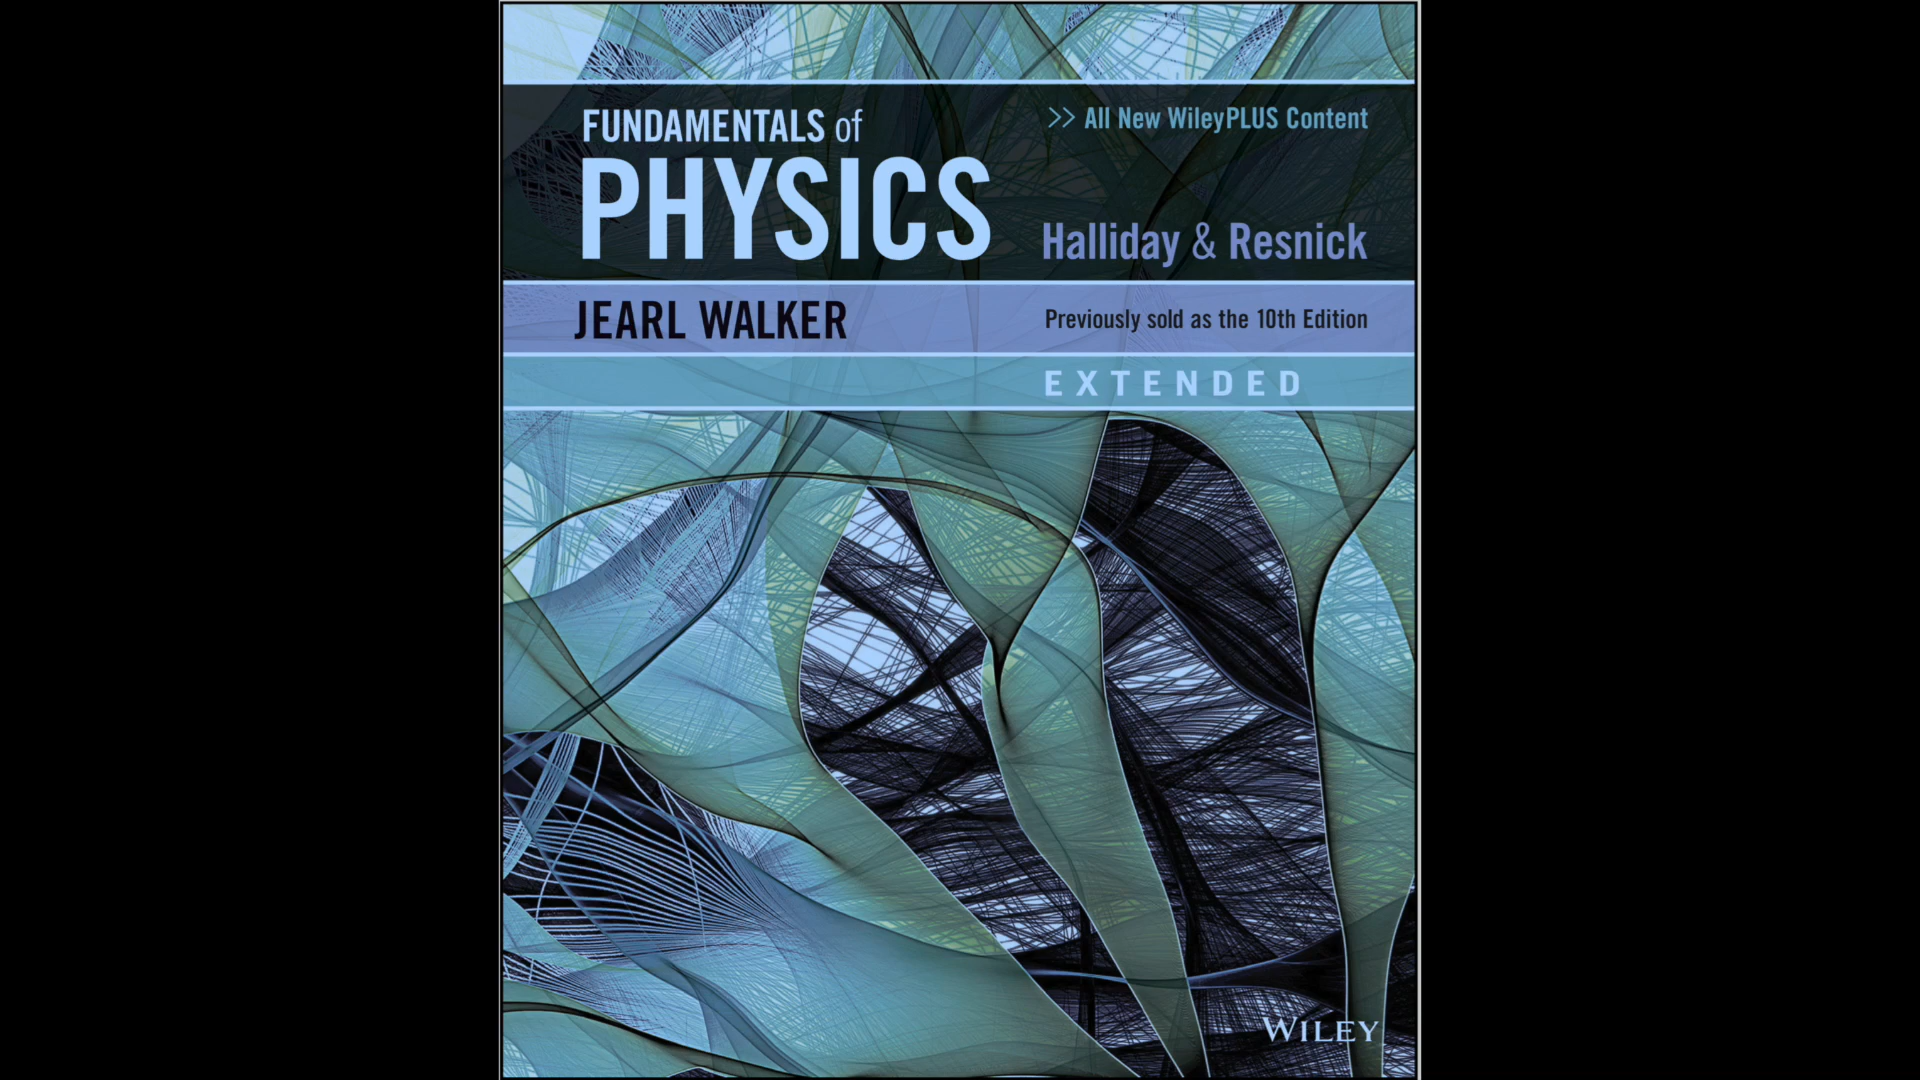 FUNDAMENTALS of
PHYSICS
>> All New WileyPLUS Content
Halliday & Resnick
JEARL WALKER
Previously sold as the 10th Edition
EXTENDED
WILEY